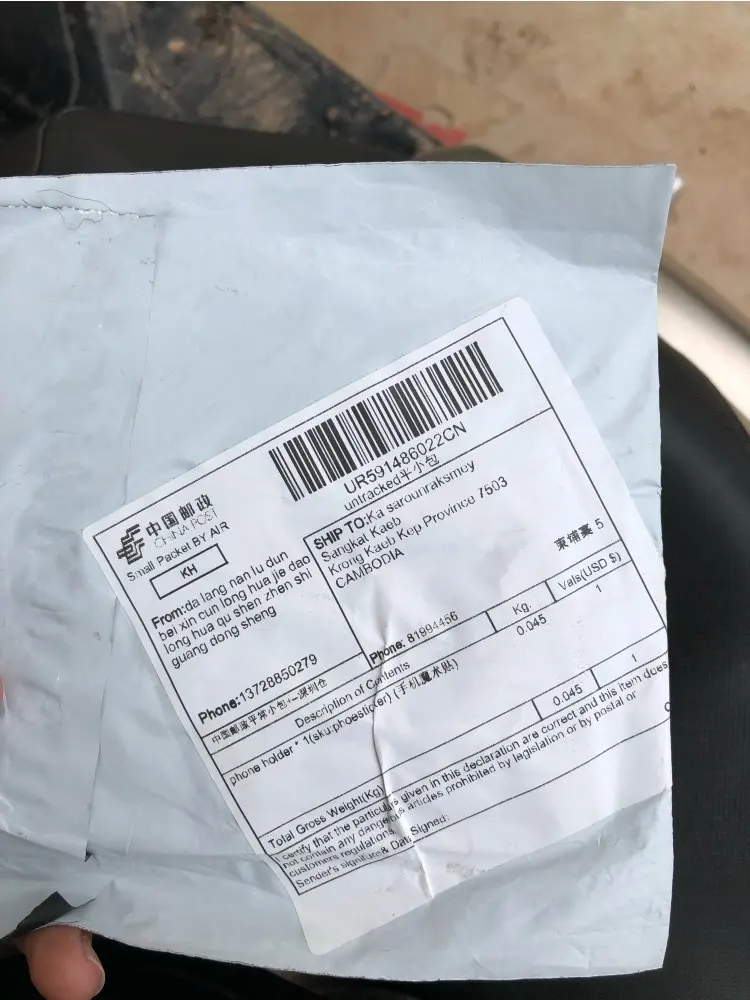 UR591486022CN
untracked平小包
中国邮政
CHINA POST
Small Packet BY AIR
KH
From:da lang nan lu dun
bei xin cun long hua jie dao
long hua qu shen zhen shi
guang dong sheng
Phone:13728850279
SHIP TO:Ka sarounraksmey
Sangkat Kaeb
Krong Kaeb Kep Province 7503
CAMBODIA
柬埔寨 5
Phone: 81994456
中国邮政平常小包+--深圳仓
Description of Contents
Kg.
Vals(USD $)
phone holder * 1(sku:phoesticker) (手机魔术贴)
0.045
1
Total Gross Weight(Kg)
0.045
1
I certify that the particulars given in this declaration are correct and this item does
not contain any dangerous articles prohibited by legislation or by postal or
customers regulations.
Sender's signiture& Date Signed: